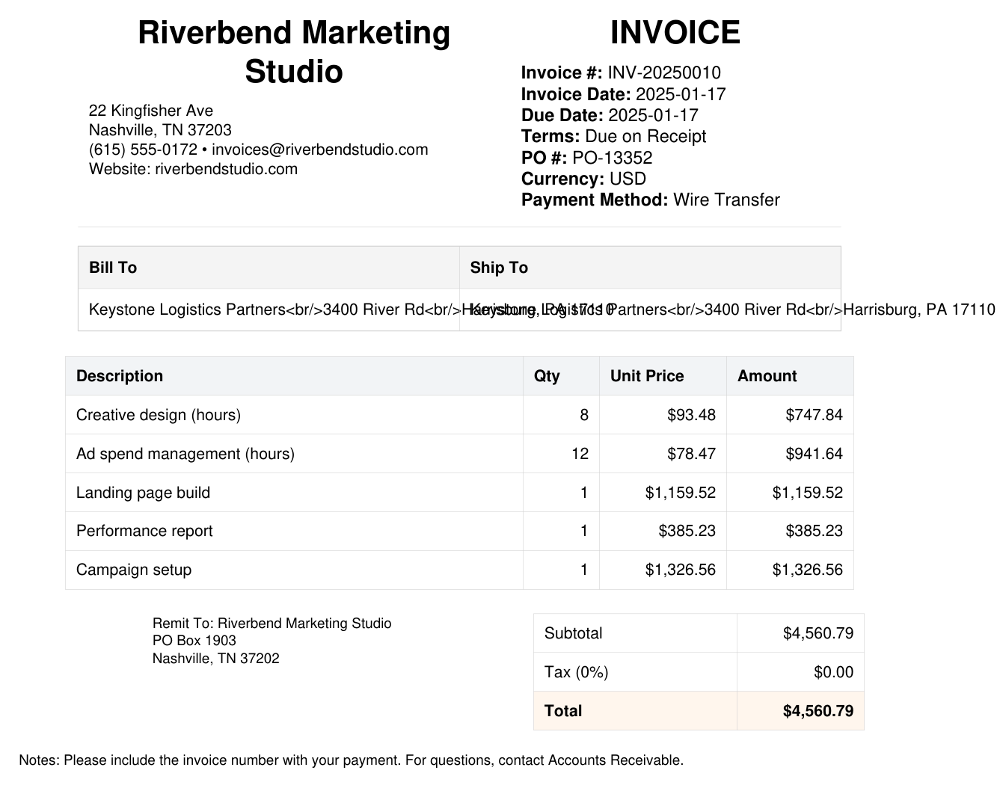 Riverbend Marketing
Studio
22 Kingfisher Ave
Nashville, TN 37203
(615) 555-0172 • invoices@riverbendstudio.com
Website: riverbendstudio.com
INVOICE
Invoice #: INV-20250010
Invoice Date: 2025-01-17
Due Date: 2025-01-17
Terms: Due on Receipt
PO #: PO-13352
Currency: USD
Payment Method: Wire Transfer
Bill To Ship To
Keystone Logistics Partners<br/>3400 River Rd<br/>Harrisburg, PA 17110 Keystone Logistics Partners<br/>3400 River Rd<br/>Harrisburg, PA 17110
Description Qty Unit Price Amount
Creative design (hours) 8 $93.48 $747.84
Ad spend management (hours) 12 $78.47 $941.64
Landing page build 1 $1,159.52 $1,159.52
Performance report 1 $385.23 $385.23
Campaign setup 1 $1,326.56 $1,326.56
Remit To: Riverbend Marketing Studio
PO Box 1903
Nashville, TN 37202
Subtotal $4,560.79
Tax (0%) $0.00
Total $4,560.79
Notes: Please include the invoice number with your payment. For questions, contact Accounts Receivable.